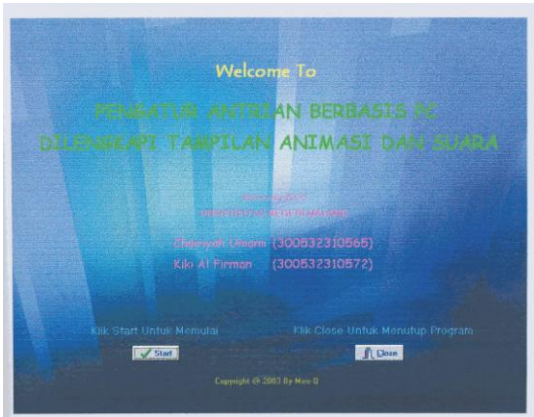 Welcome To
PENGATUR ANTRIAN BERBASIS PC
DILENGKAPI TAMPILAN ANIMASI DAN SUARA
(300532310565)
Kiki Al Firman (300532310572)
Klik Start Untuk Memulai
Klik Close Untuk Menutup Program
Start
Close
Copyright @ 2003 By